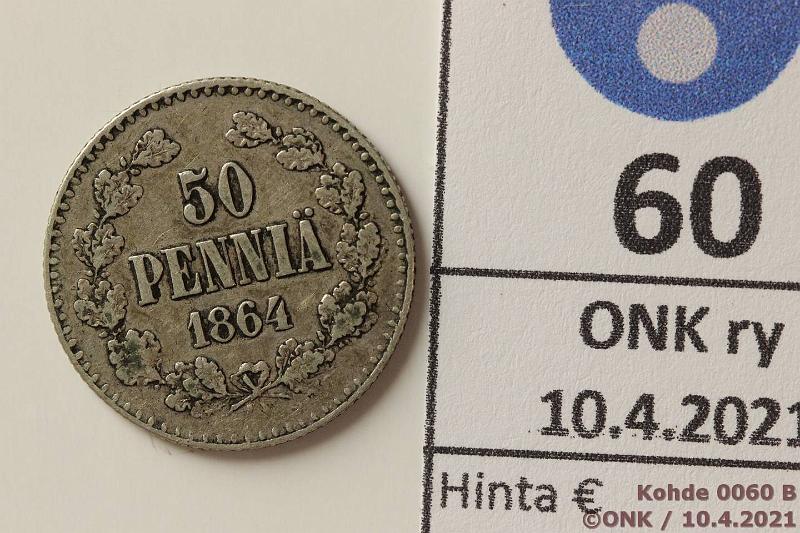 50
PENNIÄ
1864
60
ONK ry
10.4.2021
Hinta €
Kohde 0060 B
©ONK / 10.4.2021